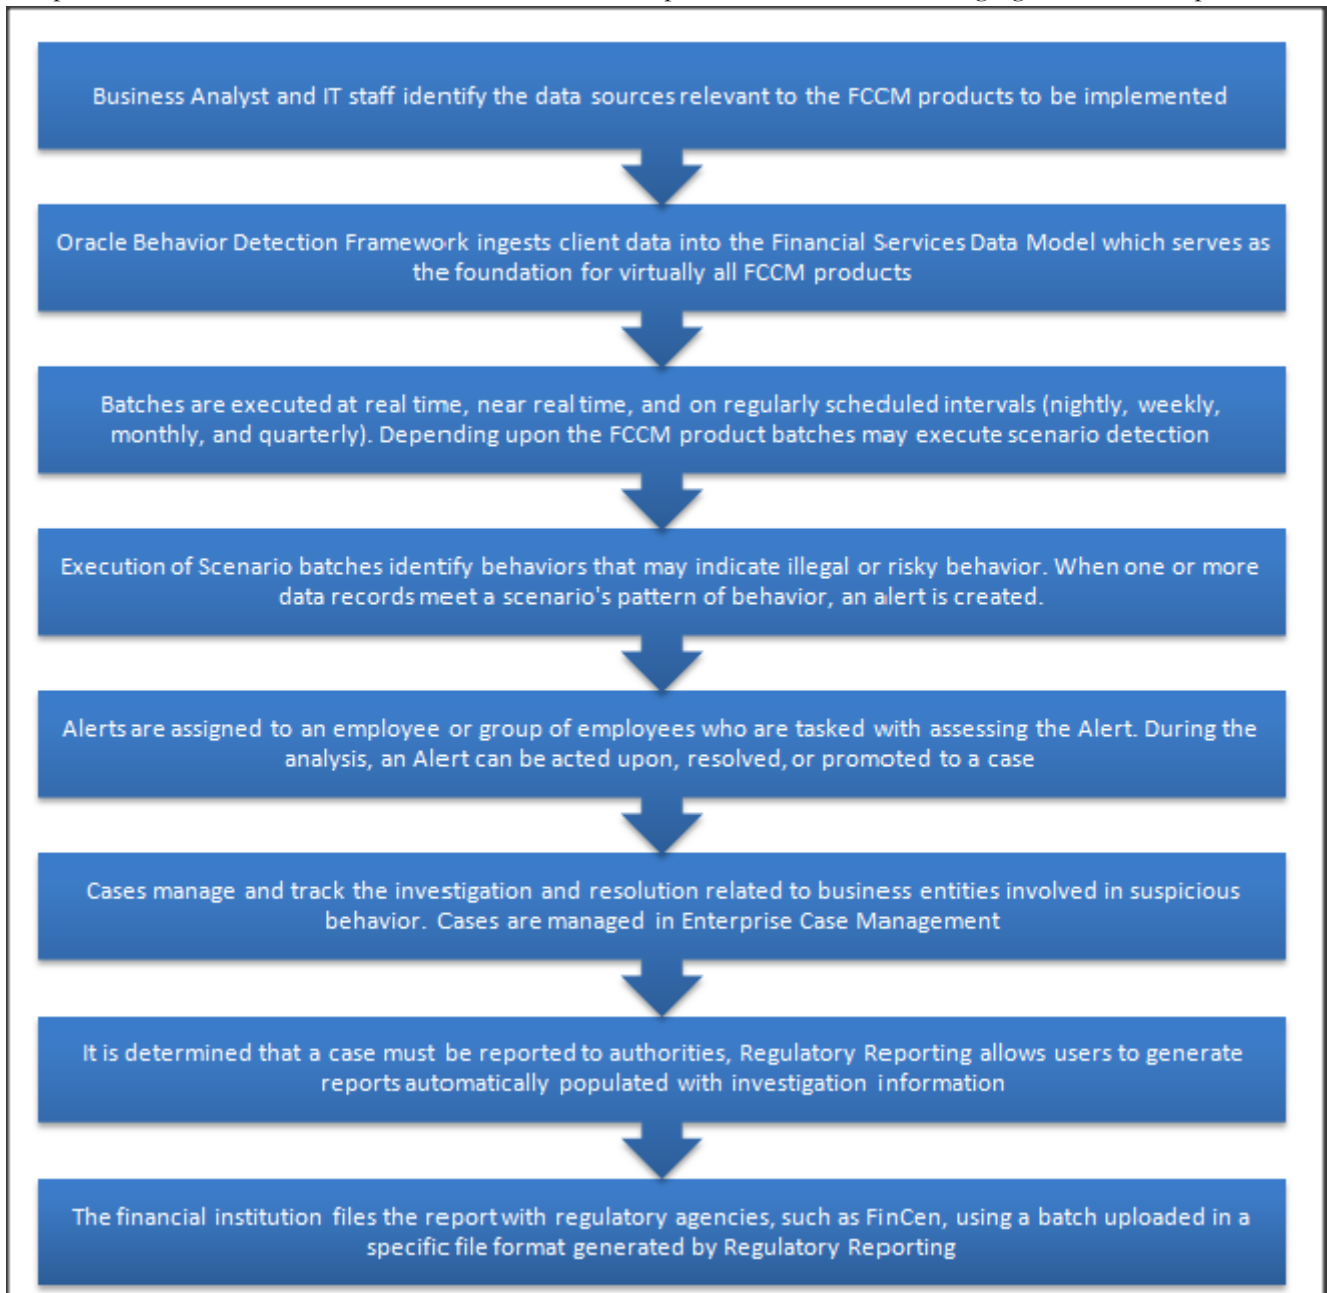 Business Analyst and IT staff identify the data sources relevant to the FCCM products to be implemented
Oracle Behavior Detection Framework ingests client data into the Financial Services Data Model which serves as
the foundation for virtually all FCCM products
Batches are executed at real time, near real time, and on regularly scheduled intervals (nightly, weekly,
monthly, and quarterly). Depending upon the FCCM product batches may execute scenario detection
Execution of Scenario batches identify behaviors that may indicate illegal or risky behavior. When one or more
data records meet a scenario's pattern of behavior, an alert is created.
Alerts are assigned to an employee or group of employees who are tasked with assessing the Alert. During the
analysis, an Alert can be acted upon, resolved, or promoted to a case
Cases manage and track the investigation and resolution related to business entities involved in suspicious
behavior. Cases are managed in Enterprise Case Management
It is determined that a case must be reported to authorities, Regulatory Reporting allows users to generate
reports automatically populated with investigation information
The financial institution files the report with regulatory agencies, such as FinCen, using a batch uploaded in a
specific file format generated by Regulatory Reporting